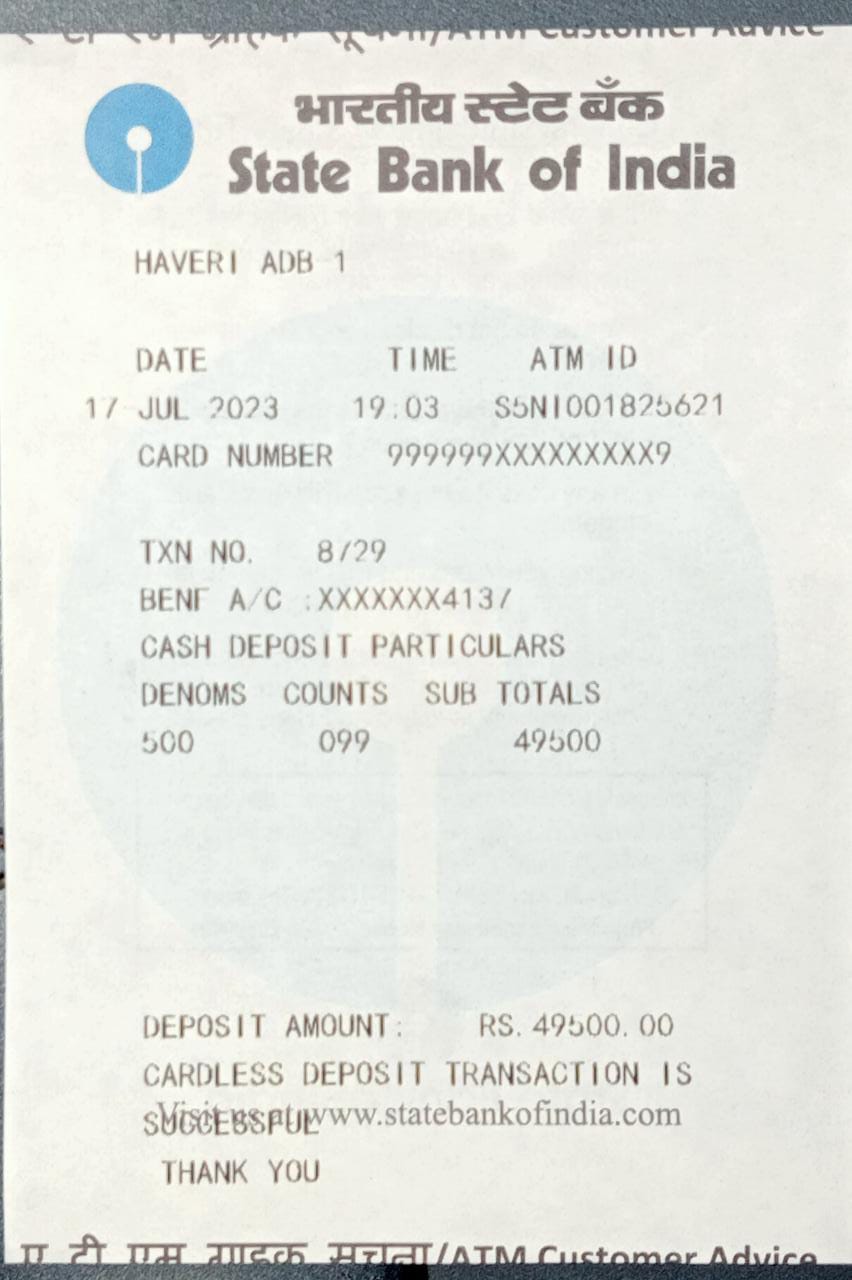 ए टी एम ग्राहक सूचना/ATM Customer Advice
भारतीय स्टेट बैंक
State Bank of India
HAVERI ADB 1
DATE TIME ATM ID
17 JUL 2023 19:03 S5NI001825621
CARD NUMBER 999999XXXXXXXXX9
TXN NO. 8729
BENF A/C :XXXXXXX4137
CASH DEPOSIT PARTICULARS
DENOMS COUNTS SUB TOTALS
500 099 49500
DEPOSIT AMOUNT: RS. 49500.00
CARDLESS DEPOSIT TRANSACTION IS
Visit us at www.statebankofindia.com
SUCCESSFUL
THANK YOU
ए टी एम ग्राहक सूचना/ATM Customer Advice